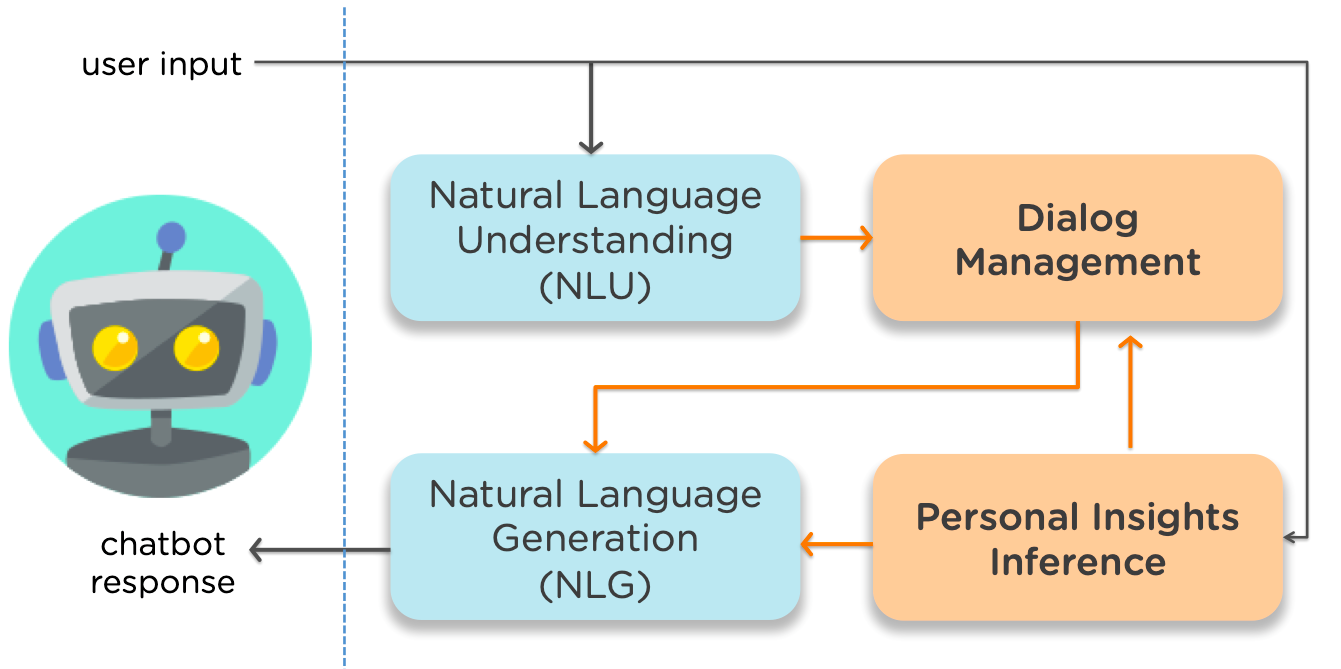 user input
Natural Language
Understanding
(NLU)
Dialog
Management
Natural Language
Generation
(NLG)
Personal Insights
Inference
chatbot
response